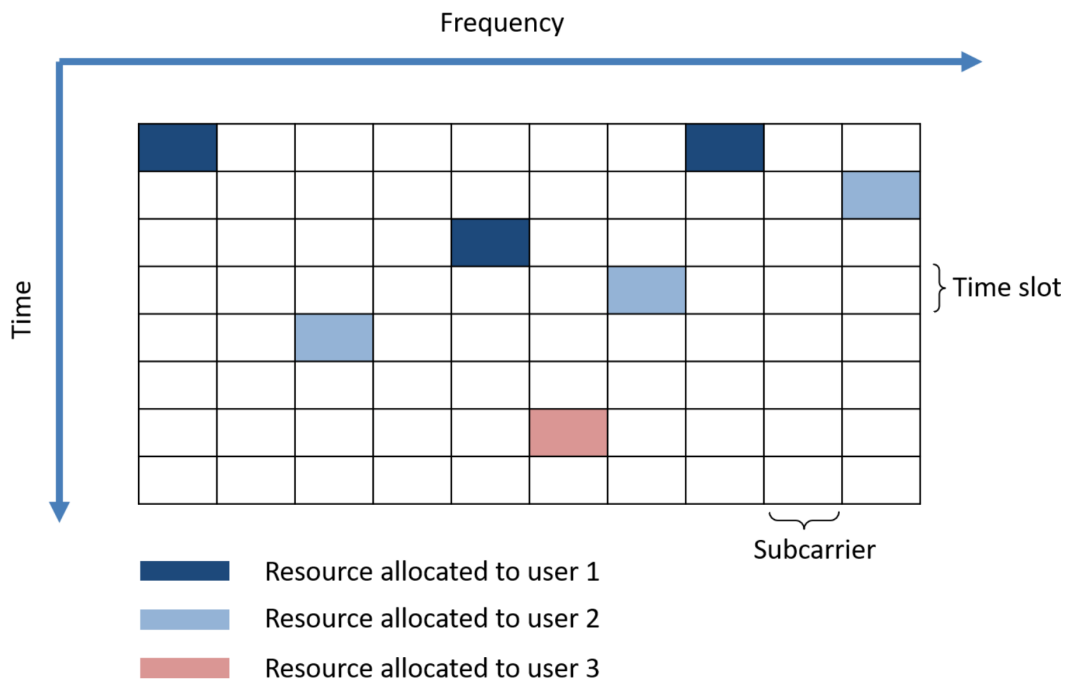 Frequency
Time
Time slot
Subcarrier
Resource allocated to user 1
Resource allocated to user 2
Resource allocated to user 3